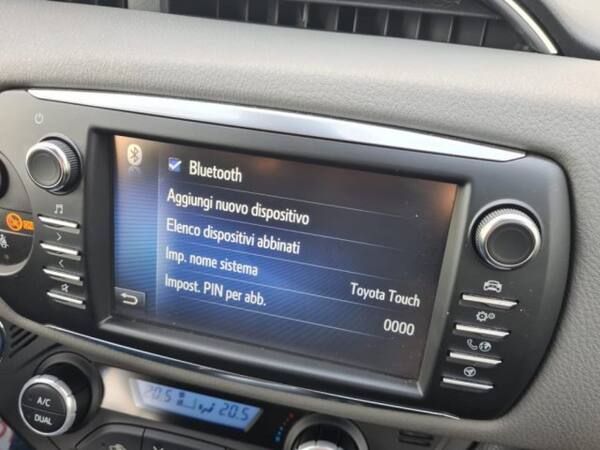 Bluetooth
Aggiungi nuovo dispositivo
Elenco dispositivi abbinati
Imp. nome sistema Toyota Touch
Impost. PIN per abb. 0000
20.5 20.5
A/C
DUAL